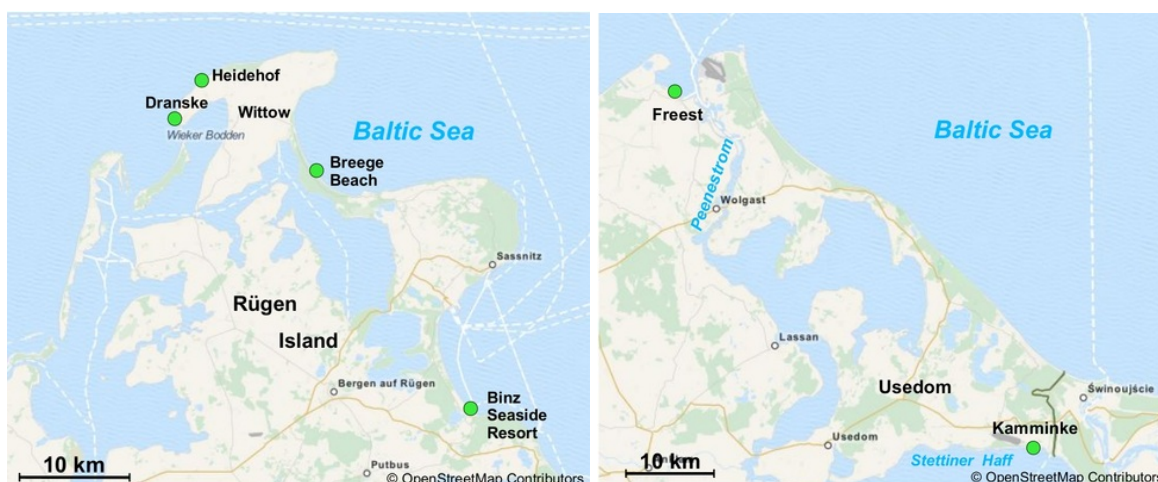 Heidehof
Dranske
Wittow
Wieker Bodden
Baltic Sea
Breege
Beach
Sassnitz
Rügen
Island
Bergen auf Rügen
Binz
Seaside
Resort
Putbus
10 km
© OpenStreetMap Contributors
Freest
Baltic Sea
Peenestrom
Wolgast
Lassan
Usedom
Świnoujście
Kamminke
Usedom
Stettiner Haff
10 km
© OpenStreetMap Contributors